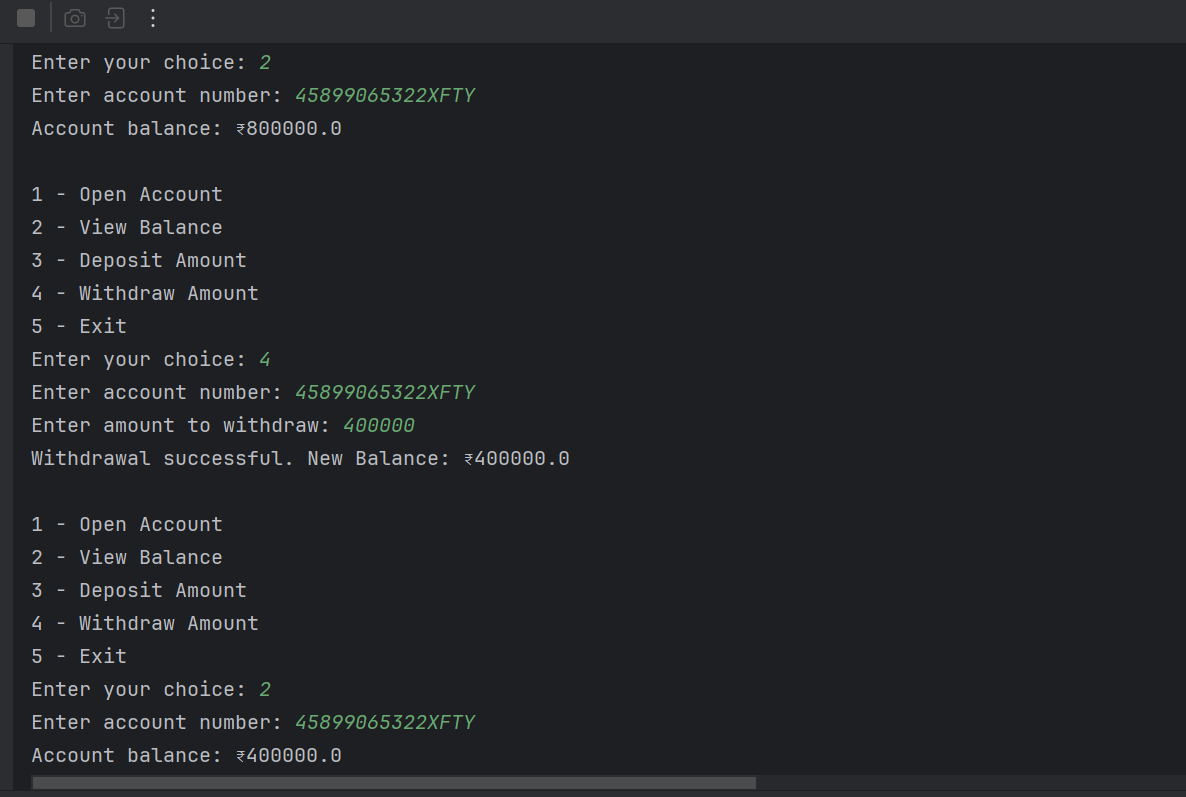 Enter your choice: 2
Enter account number: 45899065322XFTY
Account balance: ₹800000.0
1 - Open Account
2 - View Balance
3 - Deposit Amount
4 - Withdraw Amount
5 - Exit
Enter your choice: 4
Enter account number: 45899065322XFTY
Enter amount to withdraw: 400000
Withdrawal successful. New Balance: ₹400000.0
1 - Open Account
2 - View Balance
3 - Deposit Amount
4 - Withdraw Amount
5 - Exit
Enter your choice: 2
Enter account number: 45899065322XFTY
Account balance: ₹400000.0